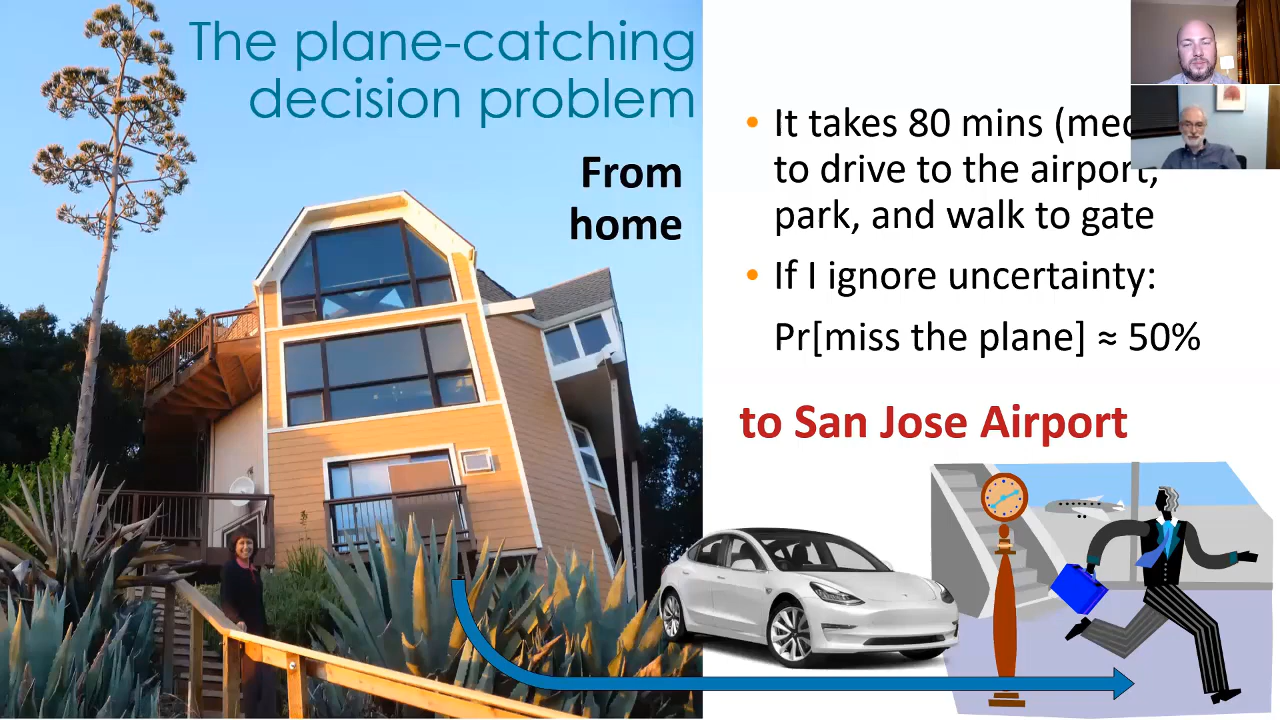 The plane-catching
decision problem
From
home
• It takes 80 mins
to drive to the airport,
park, and walk to gate
• If I ignore uncertainty:
Pr[miss the plane] ≈ 50%
to San Jose Airport